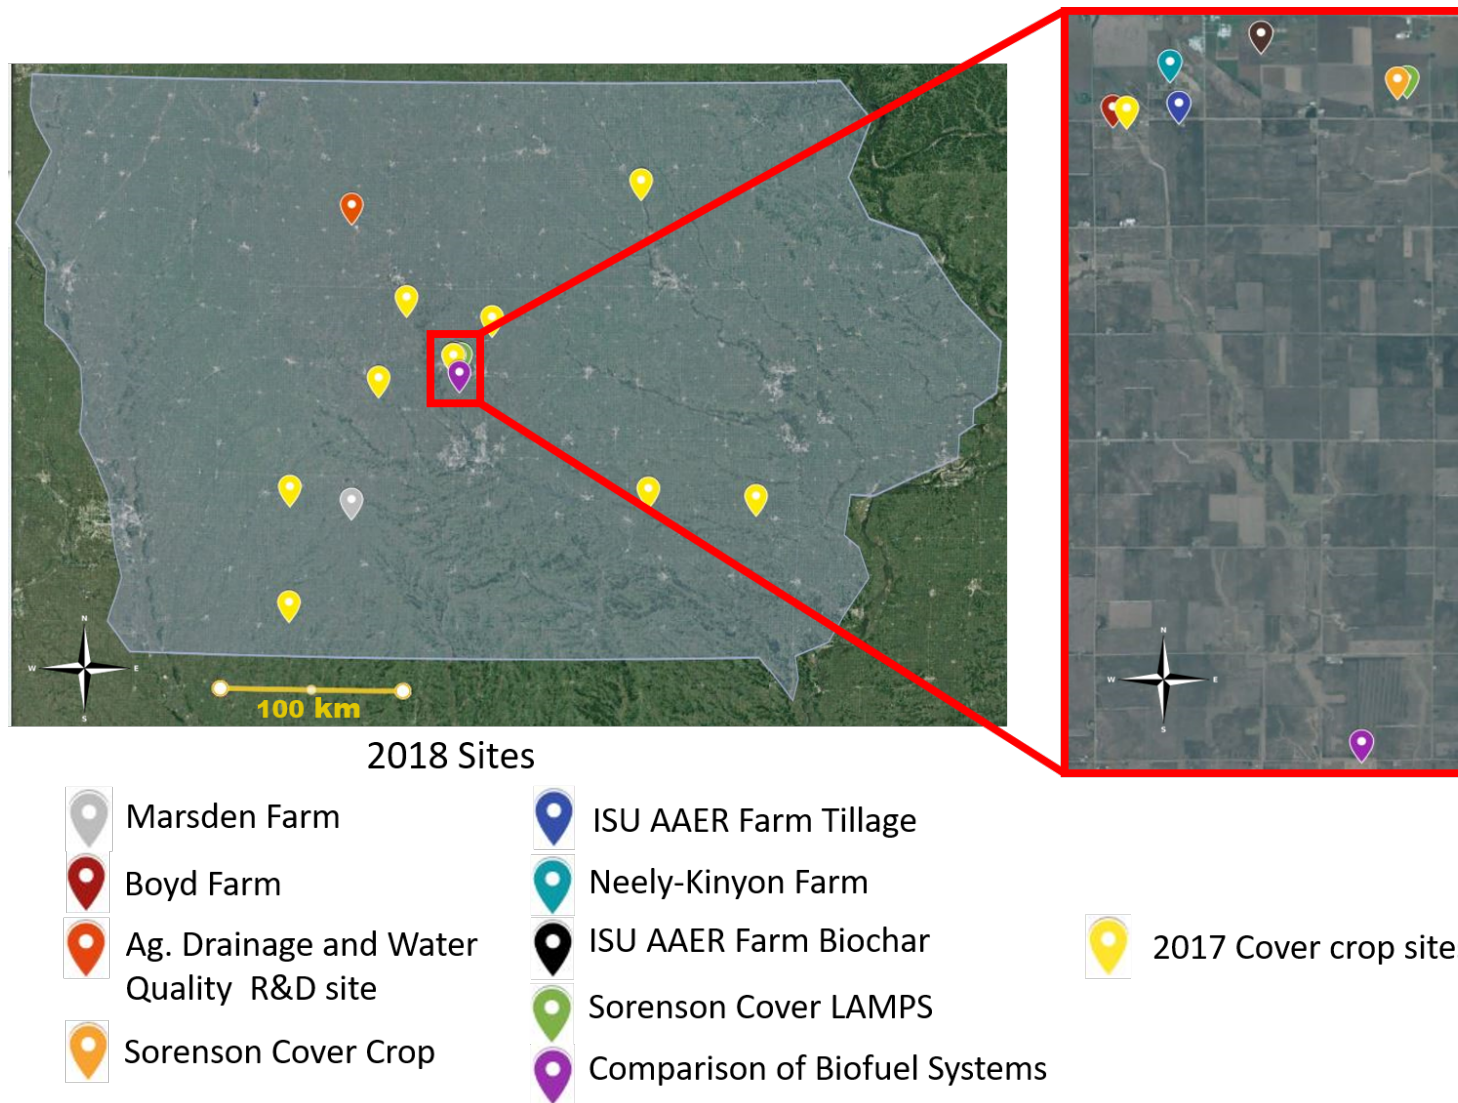 N
W
E
S
100 km
N
W
E
S
2018 Sites
Marsden Farm
Boyd Farm
Ag. Drainage and Water
Quality R&D site
Sorenson Cover Crop
ISU AAER Farm Tillage
Neely-Kinyon Farm
ISU AAER Farm Biochar
Sorenson Cover LAMPS
Comparison of Biofuel Systems
2017 Cover crop sites